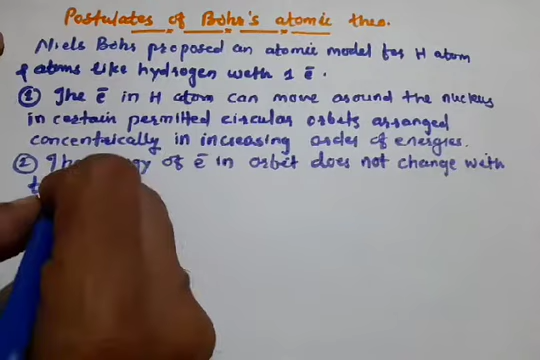 Postulates of Bohr's atomic theo.
Niels Bohr proposed an atomic model for H atom
& atoms like hydrogen with 1 ē.
① The ē in H atom can move around the nucleus
in certain permitted circular orbits arranged
concentrically in increasing order of energies.
② The of ē in orbit does not change with